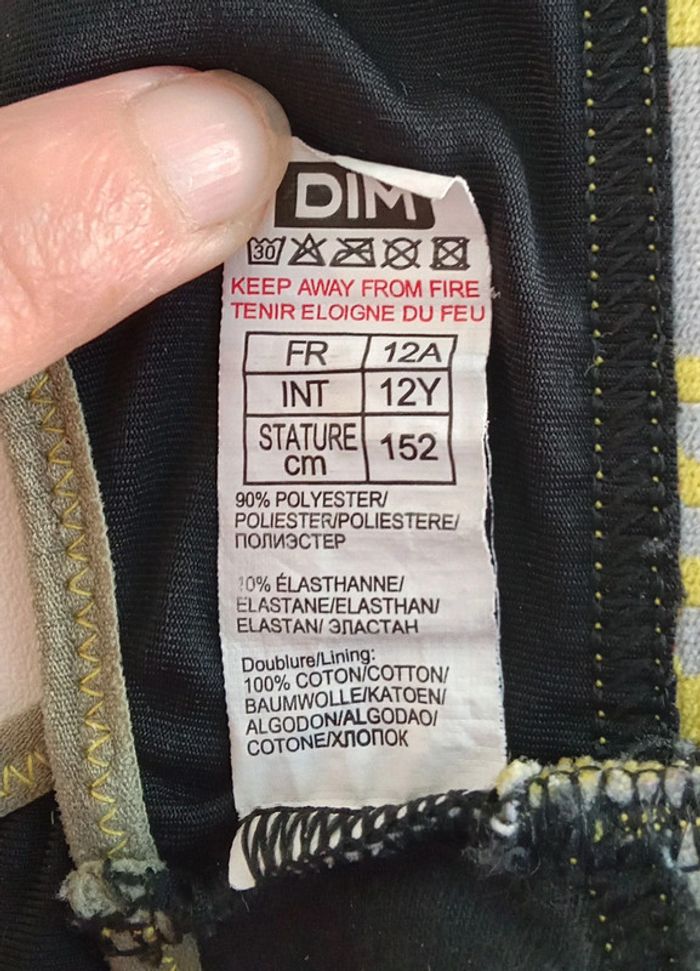 DIM
30
KEEP AWAY FROM FIRE
TENIR ELOIGNE DU FEU
FR 12A
INT 12Y
STATURE cm 152
90% POLYESTER/
POLIESTER/POLIESTERE/
ПОЛИЭСТЕР
10% ÉLASTHANNE/
ELASTANE/ELASTHAN/
ELASTAN/ ЭЛАСТАН
Doublure/Lining:
100% COTON/COTTON/
BAUMWOLLE/KATOEN/
ALGODON/ALGODAO/
COTONE/ХЛОПОК